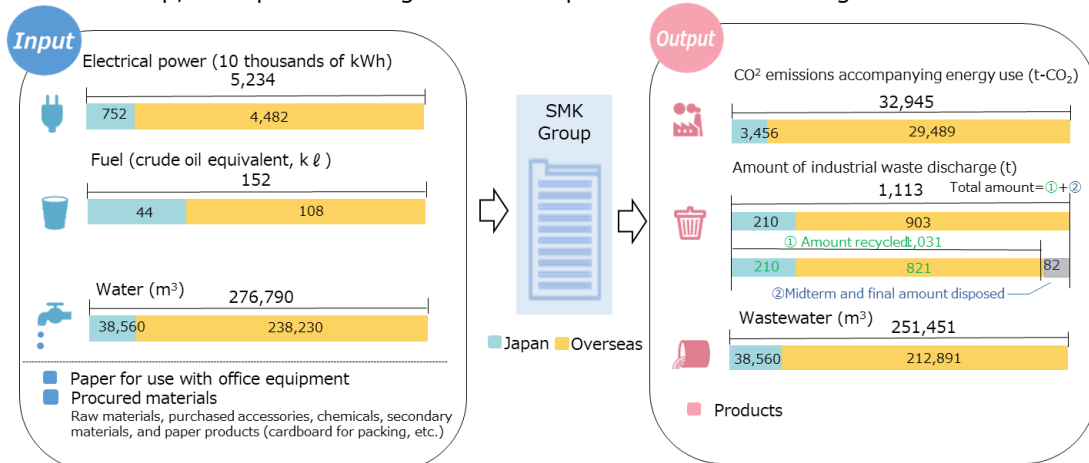 Input
Electrical power (10 thousands of kWh)
5,234
752
4,482
Fuel (crude oil equivalent, kℓ)
152
44
108
Water (m³)
276,790
38,560
238,230
Paper for use with office equipment
Procured materials
Raw materials, purchased accessories, chemicals, secondary
materials, and paper products (cardboard for packing, etc.)
SMK
Group
Japan
Overseas
Output
CO² emissions accompanying energy use (t-CO₂)
32,945
3,456
29,489
Amount of industrial waste discharge (t)
1,113
Total amount=①+②
210
903
① Amount recycled1,031
210
821
82
②Midterm and final amount disposed
Wastewater (m³)
251,451
38,560
212,891
Products